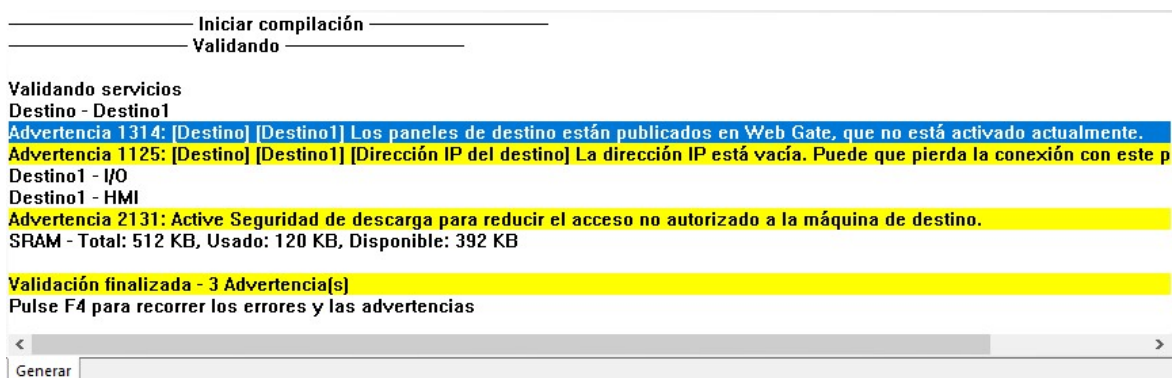 Iniciar compilación
Validando
Validando servicios
Destino - Destino1
Advertencia 1314: [Destino] [Destino1] Los paneles de destino están publicados en Web Gate, que no está activado actualmente.
Advertencia 1125: [Destino] [Destino1] [Dirección IP del destino] La dirección IP está vacía. Puede que pierda la conexión con este p
Destino1 - I/O
Destino1 - HMI
Advertencia 2131: Active Seguridad de descarga para reducir el acceso no autorizado a la máquina de destino.
SRAM - Total: 512 KB, Usado: 120 KB, Disponible: 392 KB
Validación finalizada - 3 Advertencia(s)
Pulse F4 para recorrer los errores y las advertencias
Generar